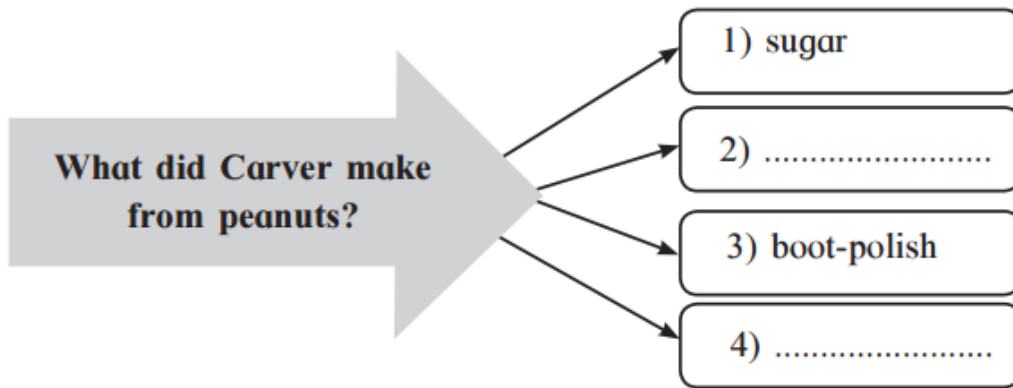 What did Carver make
from peanuts?
1) sugar
2) .........................
3) boot-polish
4) ........................